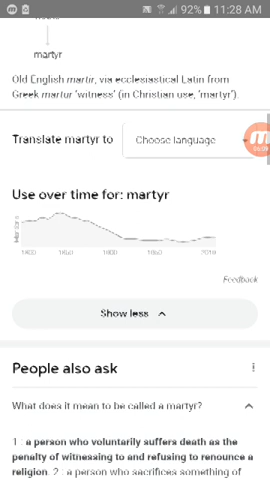 92% 11:28 AM
martyr
Old English martir, via ecclesiastical Latin from
Greek martur 'witness' (in Christian use, 'martyr').
Translate martyr to Choose language
Use over time for: martyr
Mentions
1800 1850 1900 1950 2019
Feedback
Show less
People also ask
What does it mean to be called a martyr?
1 : a person who voluntarily suffers death as the
penalty of witnessing to and refusing to renounce a
religion. 2 : a person who sacrifices something of